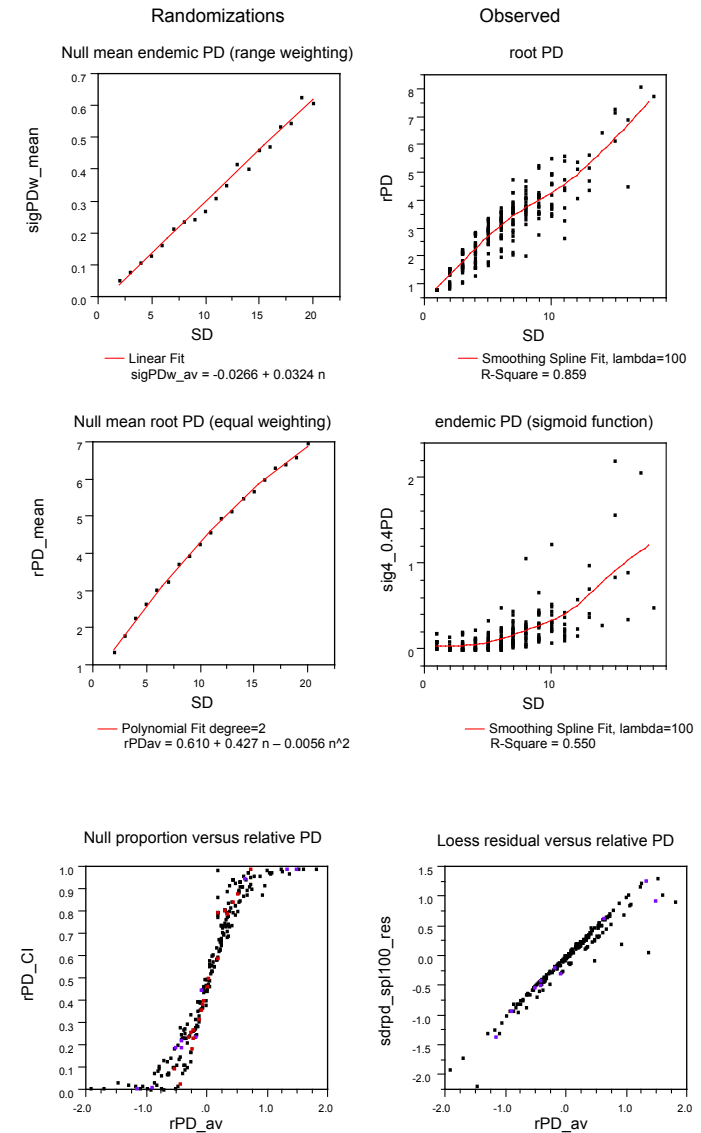 Randomizations
Observed
Null mean endemic PD (range weighting)
0.7
0.6
0.5
0.4
0.3
0.2
0.1
0.0
sigPDw_mean
0
5
10
15
20
SD
Linear Fit
sigPDw_av = -0.0266 + 0.0324 n
root PD
8
7
6
5
4
3
2
1
rPD
0
10
SD
Smoothing Spline Fit, lambda=100
R-Square = 0.859
Null mean root PD (equal weighting)
7
6
5
4
3
2
1
rPD_mean
0
5
10
15
20
SD
Polynomial Fit degree=2
rPDav = 0.610 + 0.427 n – 0.0056 n^2
endemic PD (sigmoid function)
2
1
0
sig4_0.4PD
0
10
SD
Smoothing Spline Fit, lambda=100
R-Square = 0.550
Null proportion versus relative PD
1.0
0.9
0.8
0.7
0.6
0.5
0.4
0.3
0.2
0.1
0.0
rPD_CI
-2.0
-1.0
.0
1.0
2.0
rPD_av
Loess residual versus relative PD
1.5
1.0
0.5
0.0
-0.5
-1.0
-1.5
-2.0
sdrpd_spl100_res
-2.0
-1.0
.0
1.0
2.0
rPD_av